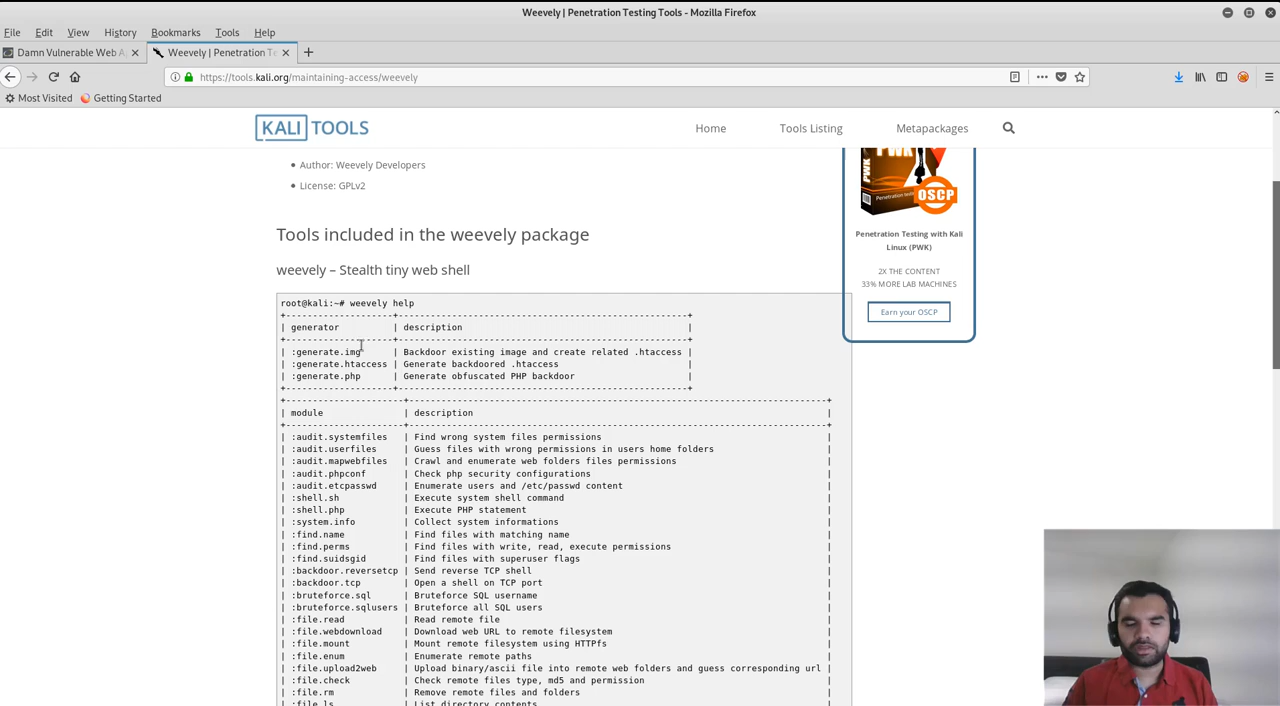 Weevely | Penetration Testing Tools - Mozilla Firefox
File Edit View History Bookmarks Tools Help
Damn Vulnerable Web A
Weevely | Penetration Te
https://tools.kali.org/maintaining-access/weevely
Most Visited Getting Started
KALI TOOLS Home Tools Listing Metapackages
Author: Weevely Developers
License: GPLv2
PWK
OSCP
Penetration Testing with Kali
Linux (PWK)
2X THE CONTENT
33% MORE LAB MACHINES
Earn your OSCP
Tools included in the weevely package
weevely – Stealth tiny web shell
root@kali:~# weevely help
+--------------------+-----------------------------------------------------+
| generator | description |
+--------------------+-----------------------------------------------------+
| :generate.img | Backdoor existing image and create related .htaccess |
| :generate.htaccess | Generate backdoored .htaccess |
| :generate.php | Generate obfuscated PHP backdoor |
+--------------------+-----------------------------------------------------+
+----------------------+------------------------------------------------------------------------------+
| module | description |
+----------------------+------------------------------------------------------------------------------+
| :audit.systemfiles | Find wrong system files permissions |
| :audit.userfiles | Guess files with wrong permissions in users home folders |
| :audit.mapwebfiles | Crawl and enumerate web folders files permissions |
| :audit.phpconf | Check php security configurations |
| :audit.etcpasswd | Enumerate users and /etc/passwd content |
| :shell.sh | Execute system shell command |
| :shell.php | Execute PHP statement |
| :system.info | Collect system informations |
| :find.name | Find files with matching name |
| :find.perms | Find files with write, read, execute permissions |
| :find.suidsgid | Find files with superuser flags |
| :backdoor.reversetcp | Send reverse TCP shell |
| :backdoor.tcp | Open a shell on TCP port |
| :bruteforce.sql | Bruteforce SQL username |
| :bruteforce.sqlusers | Bruteforce all SQL users |
| :file.read | Read remote file |
| :file.webdownload | Download web URL to remote filesystem |
| :file.mount | Mount remote filesystem using HTTPfs |
| :file.enum | Enumerate remote paths |
| :file.upload2web | Upload binary/ascii file into remote web folders and guess corresponding url |
| :file.check | Check remote files type, md5 and permission |
| :file.rm | Remove remote files and folders |
| :file.ls | List directory contents |